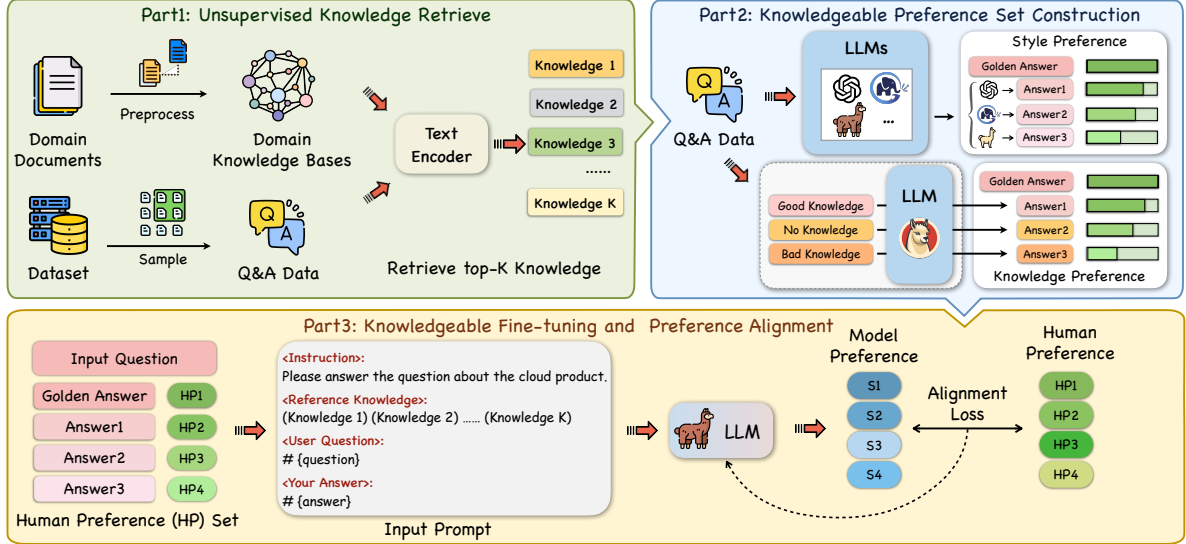 Part1: Unsupervised Knowledge Retrieve
Domain
Documents
Preprocess
Domain
Knowledge Bases
Dataset
Sample
Q
A
Q&A Data
Text
Encoder
Knowledge 1
Knowledge 2
Knowledge 3
......
Knowledge K
Retrieve top-K Knowledge
Part2: Knowledgeable Preference Set Construction
Q
A
Q&A Data
LLMs
...
Style Preference
Golden Answer
Answer1
Answer2
Answer3
Good Knowledge
No Knowledge
Bad Knowledge
LLM
Golden Answer
Answer1
Answer2
Answer3
Knowledge Preference
Part3: Knowledgeable Fine-tuning and Preference Alignment
Input Question
Golden Answer HP1
Answer1 HP2
Answer2 HP3
Answer3 HP4
Human Preference (HP) Set
<Instruction>:
Please answer the question about the cloud product.
<Reference Knowledge>:
(Knowledge 1) (Knowledge 2) ...... (Knowledge K)
<User Question>:
# {question}
<Your Answer>:
# {answer}
Input Prompt
LLM
Model
Preference
S1
S2
S3
S4
Alignment
Loss
Human
Preference
HP1
HP2
HP3
HP4